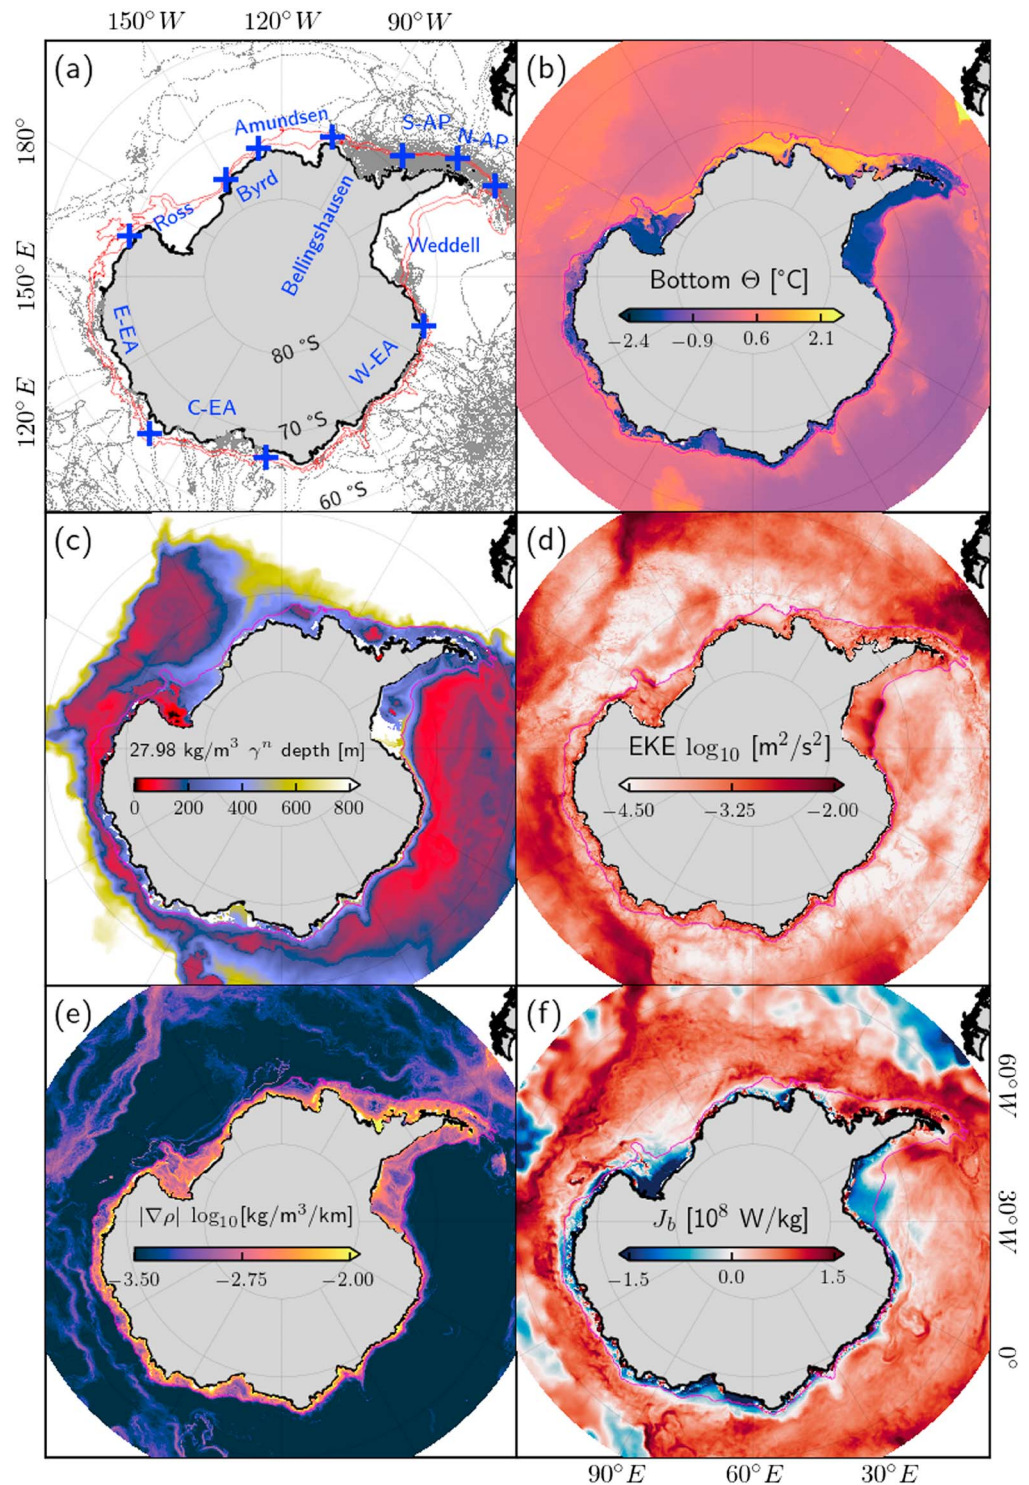 150°W 120°W 90°W
(a)
Amundsen
S-AP
N-AP
180°
Byrd
Ross
Bellingshausen
Weddell
150° E
E-EA
80 °S
W-EA
C-EA
70 °S
120° E
60 °S
(b)
Bottom Θ [°C]
−2.4 −0.9 0.6 2.1
(c)
27.98 kg/m³ γⁿ depth [m]
0 200 400 600 800
(d)
EKE log₁₀ [m²/s²]
−4.50 −3.25 −2.00
(e)
|∇ρ| log₁₀[kg/m³/km]
−3.50 −2.75 −2.00
(f)
J_b [10⁸ W/kg]
−1.5 0.0 1.5
60°W
30°W
0°
90°E 60°E 30°E